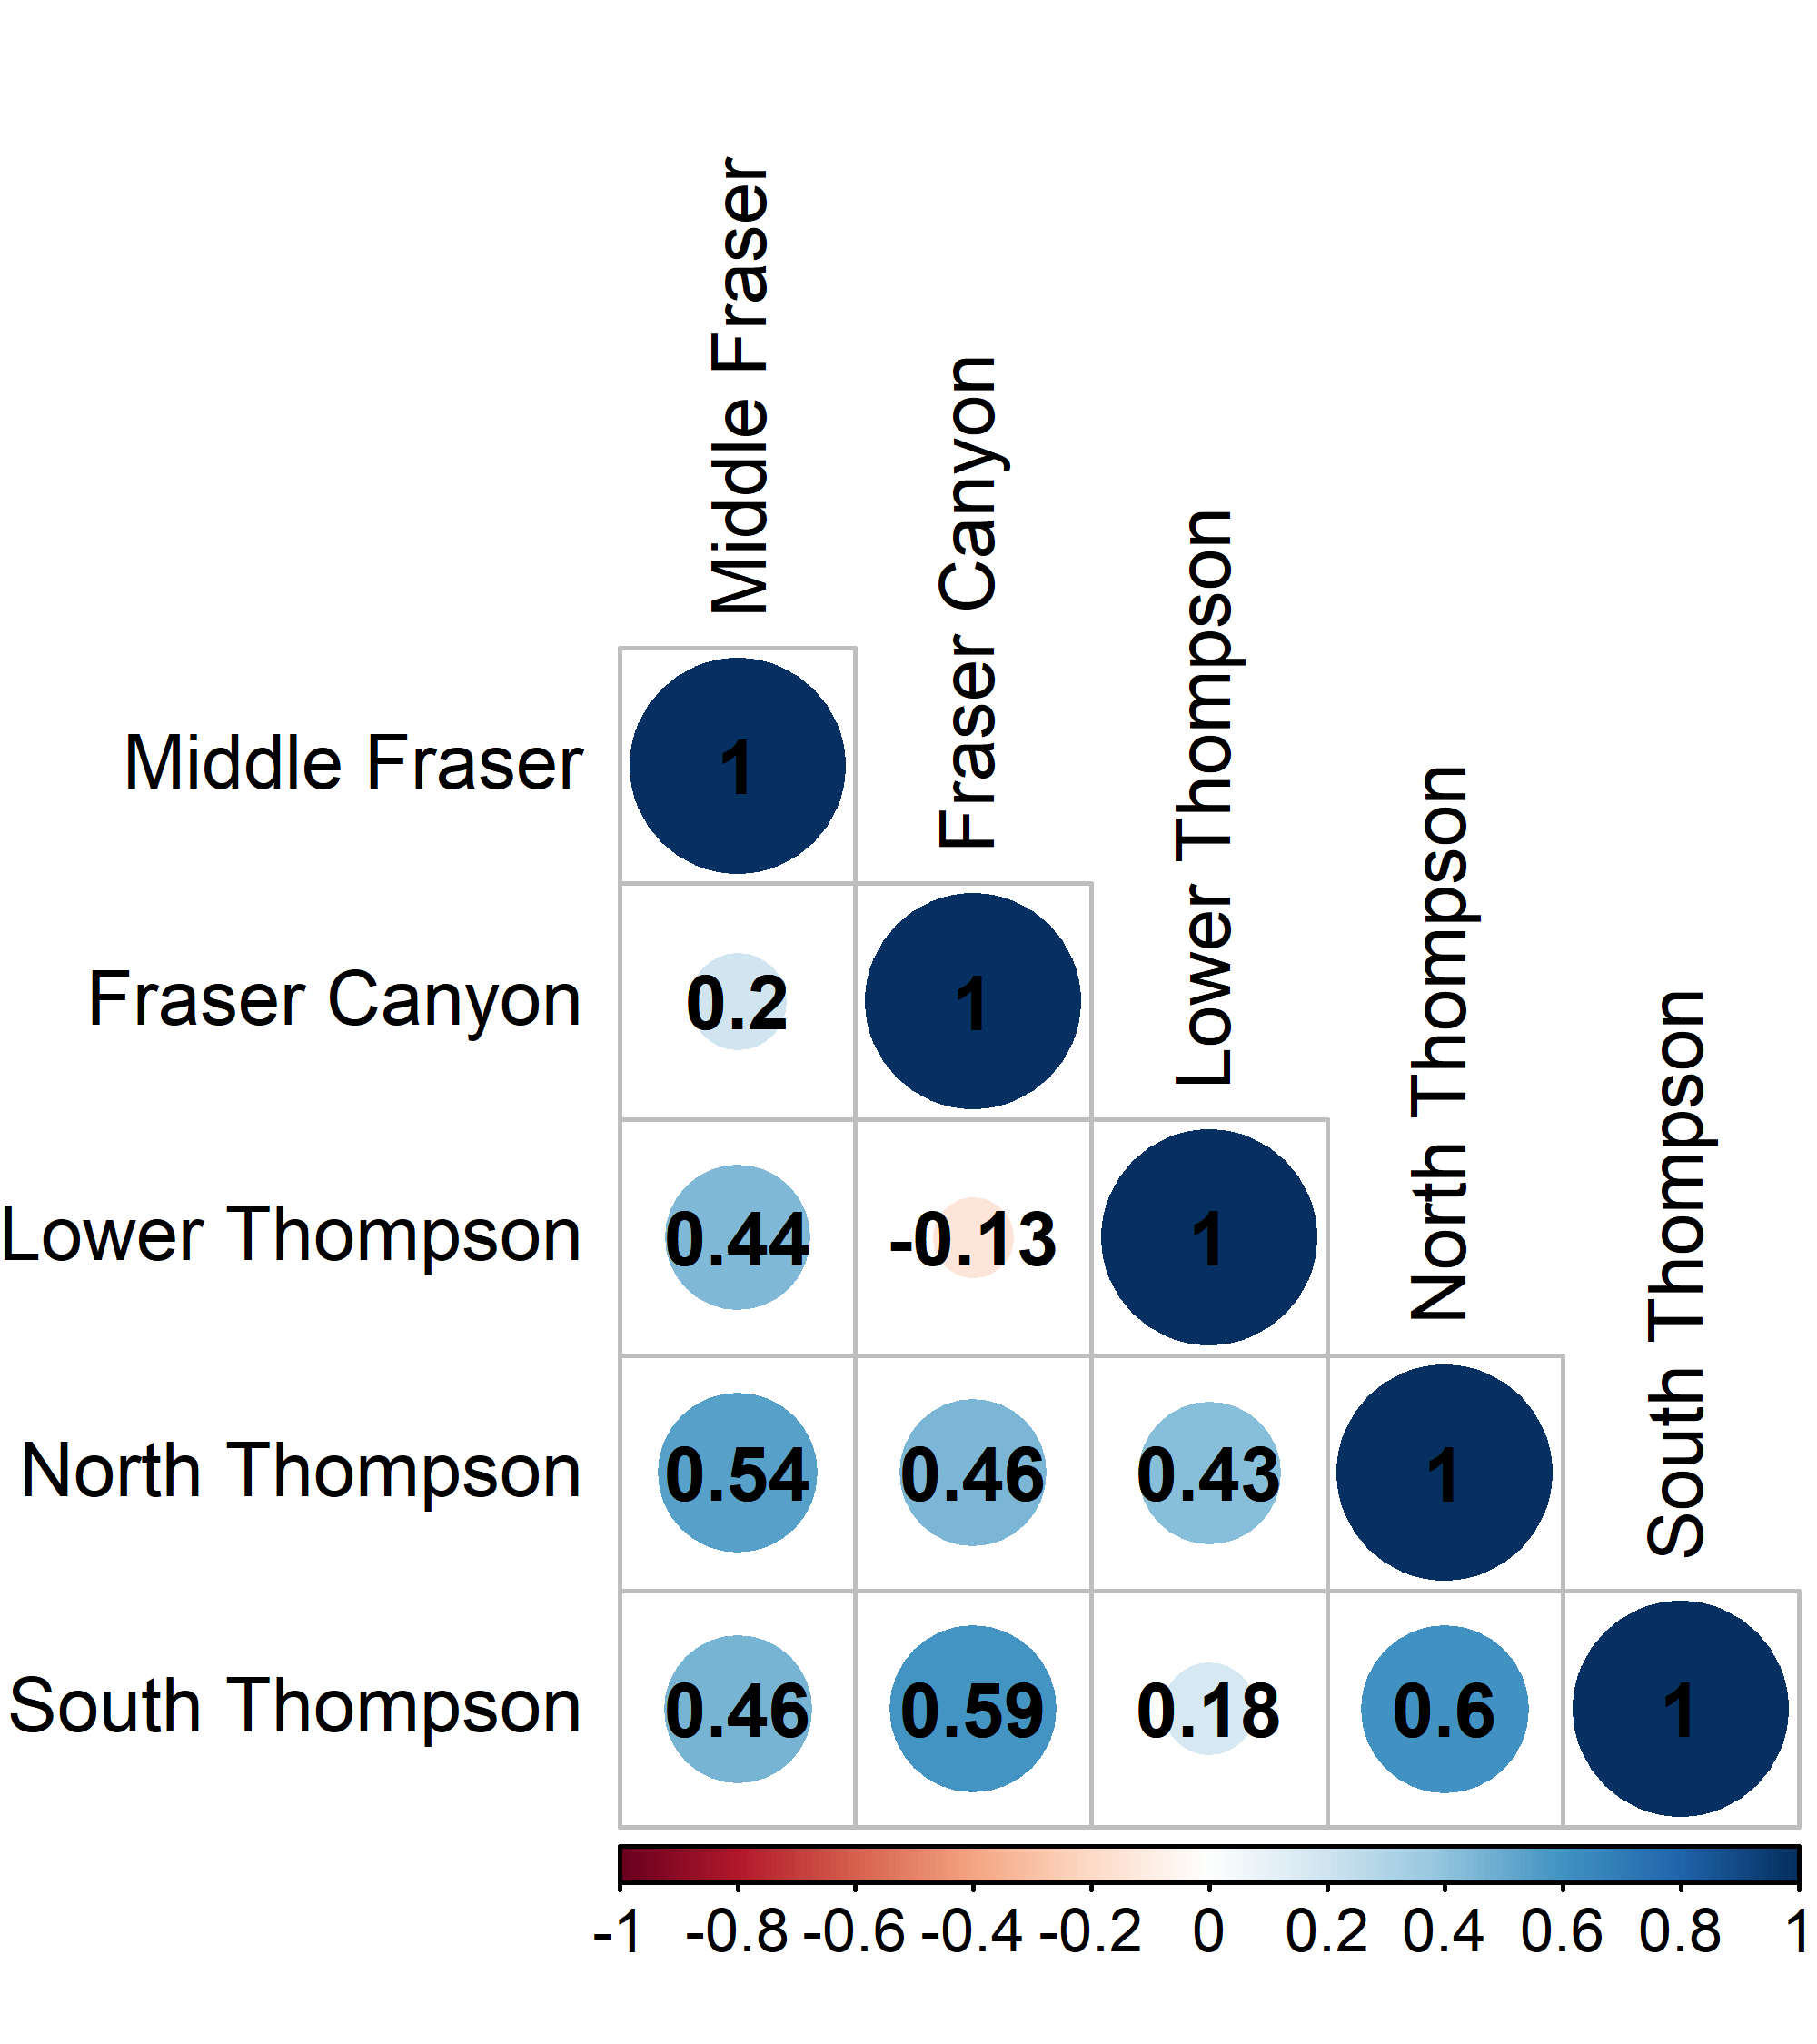 Middle Fraser
Fraser Canyon
Lower Thompson
North Thompson
South Thompson
Middle Fraser 1
Fraser Canyon 0.2 1
Lower Thompson 0.44 -0.13 1
North Thompson 0.54 0.46 0.43 1
South Thompson 0.46 0.59 0.18 0.6 1
-1 -0.8 -0.6 -0.4 -0.2 0 0.2 0.4 0.6 0.8 1